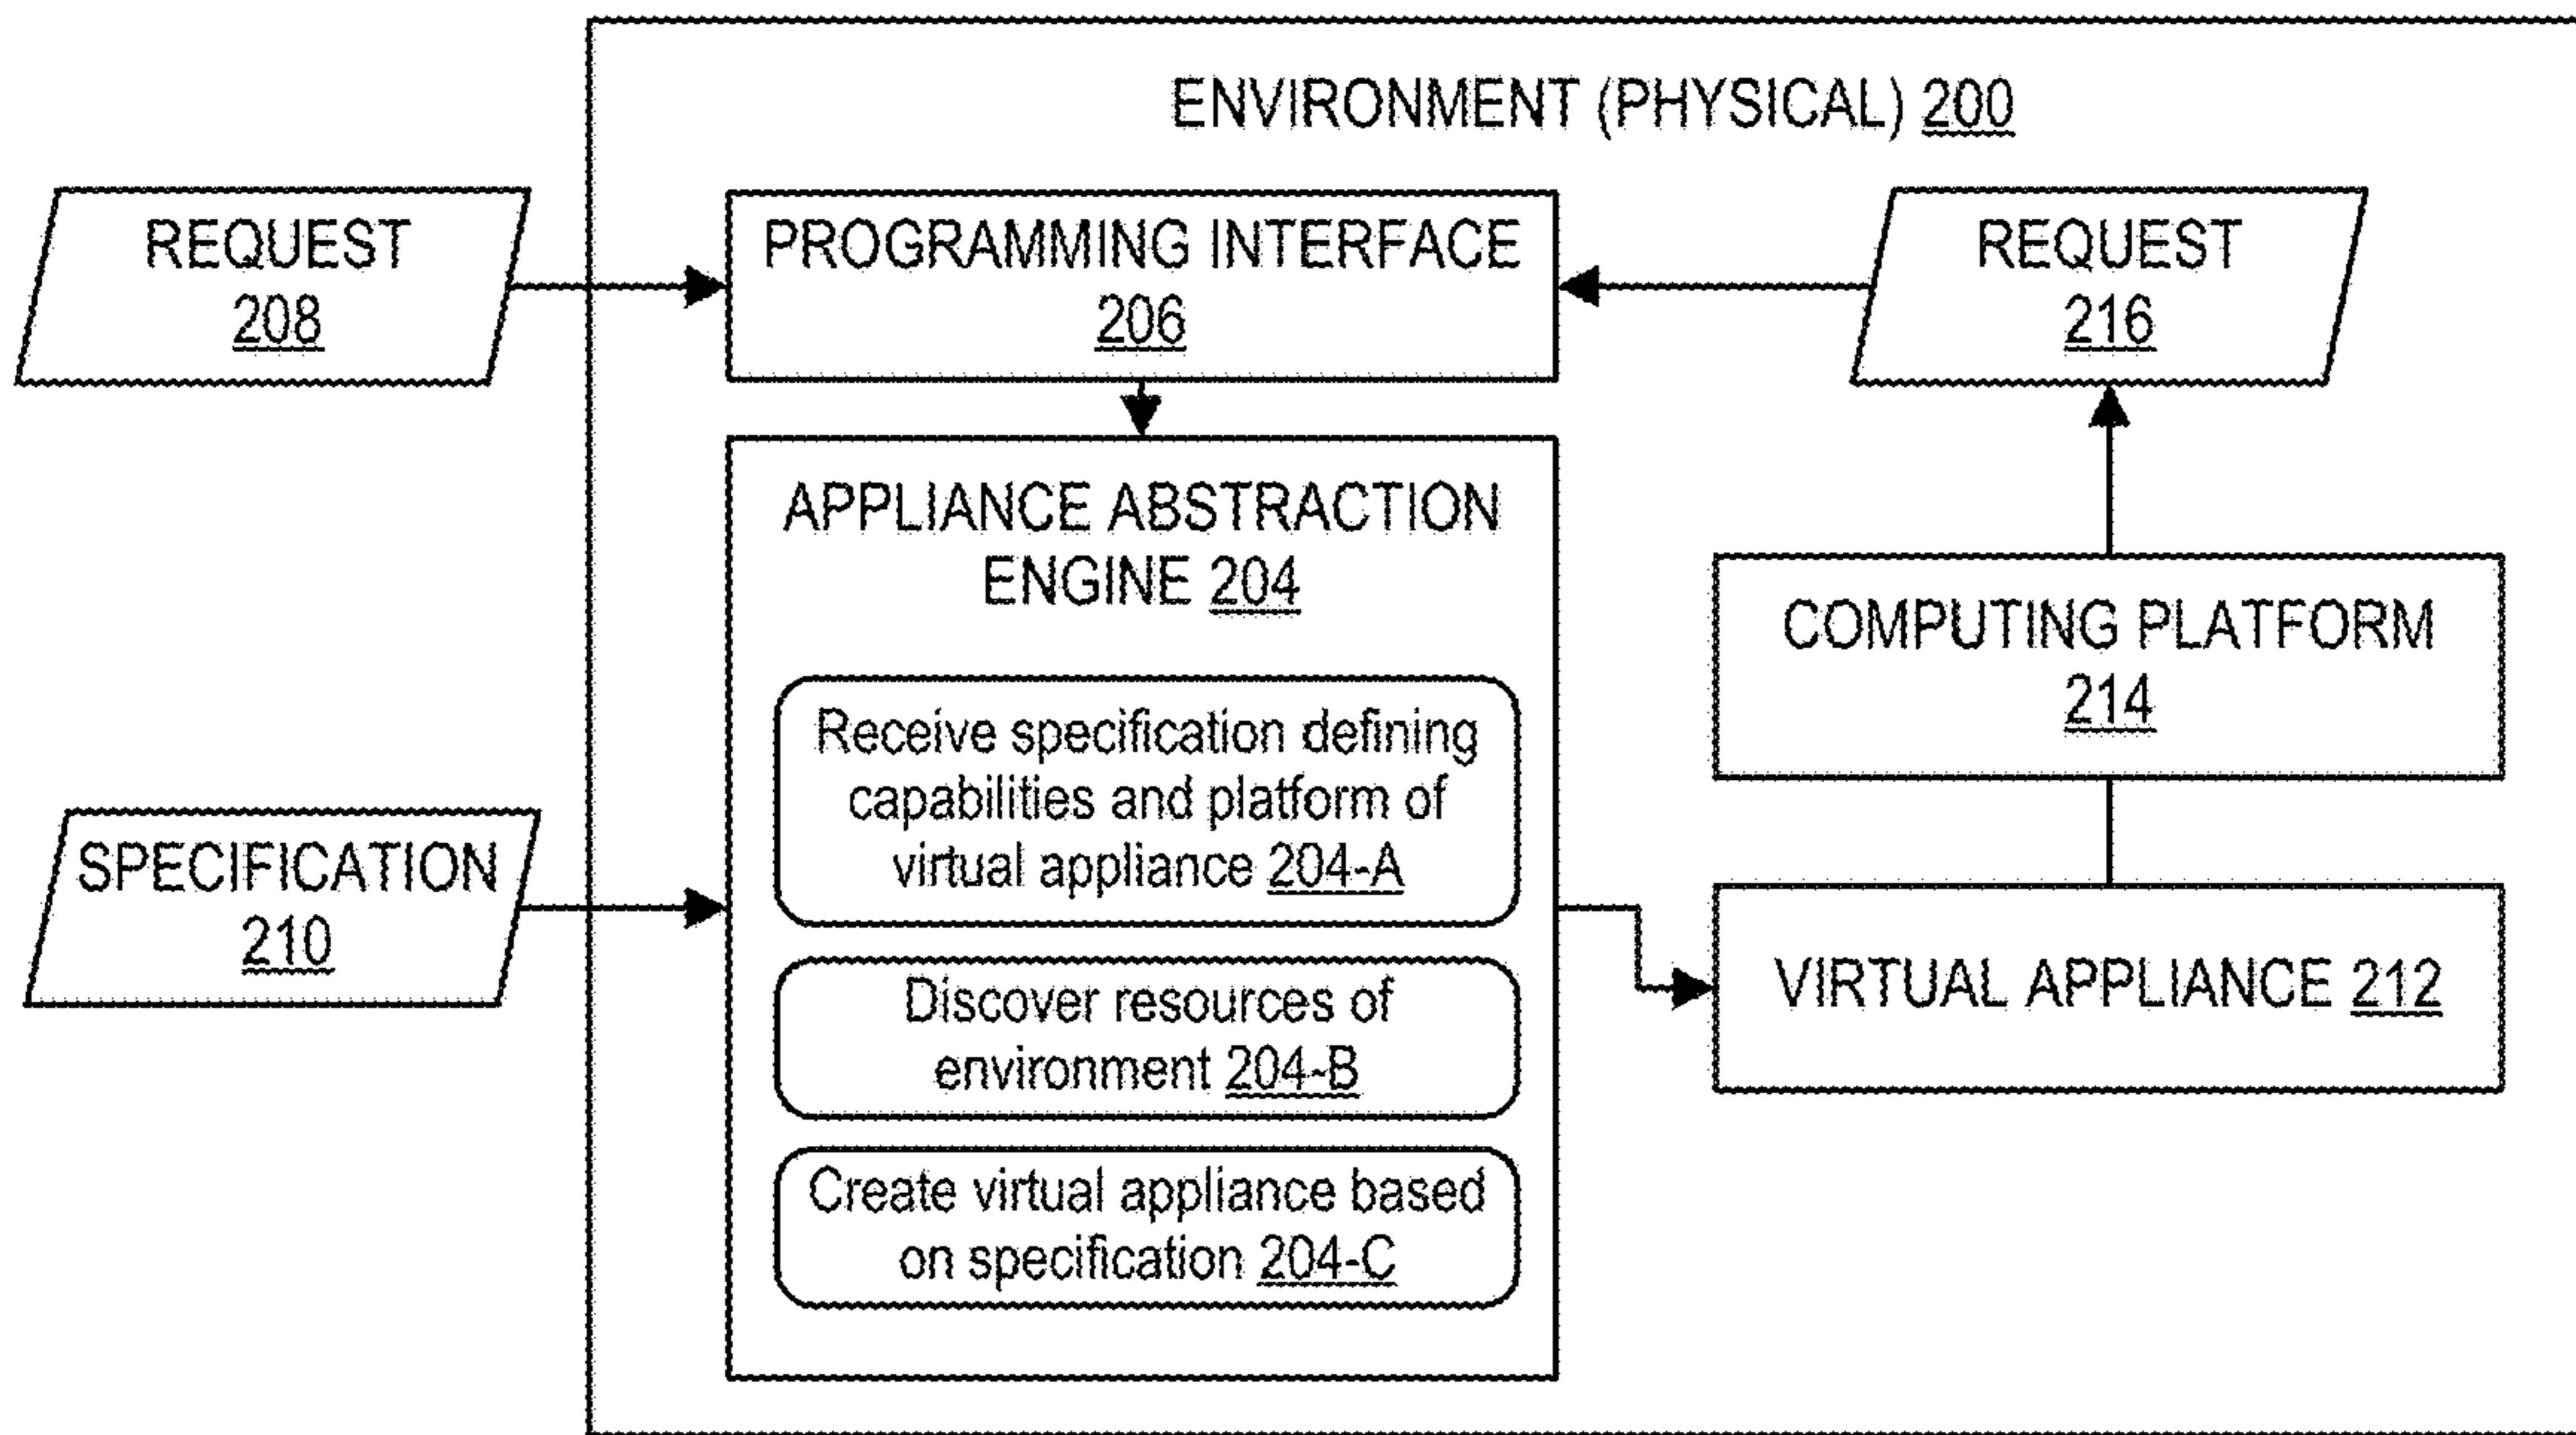 ENVIRONMENT (PHYSICAL) 200
REQUEST
208
PROGRAMMING INTERFACE
206
REQUEST
216
APPLIANCE ABSTRACTION
ENGINE 204
COMPUTING PLATFORM
214
Receive specification defining
capabilities and platform of
virtual appliance 204-A
SPECIFICATION
210
Discover resources of
environment 204-B
VIRTUAL APPLIANCE 212
Create virtual appliance based
on specification 204-C